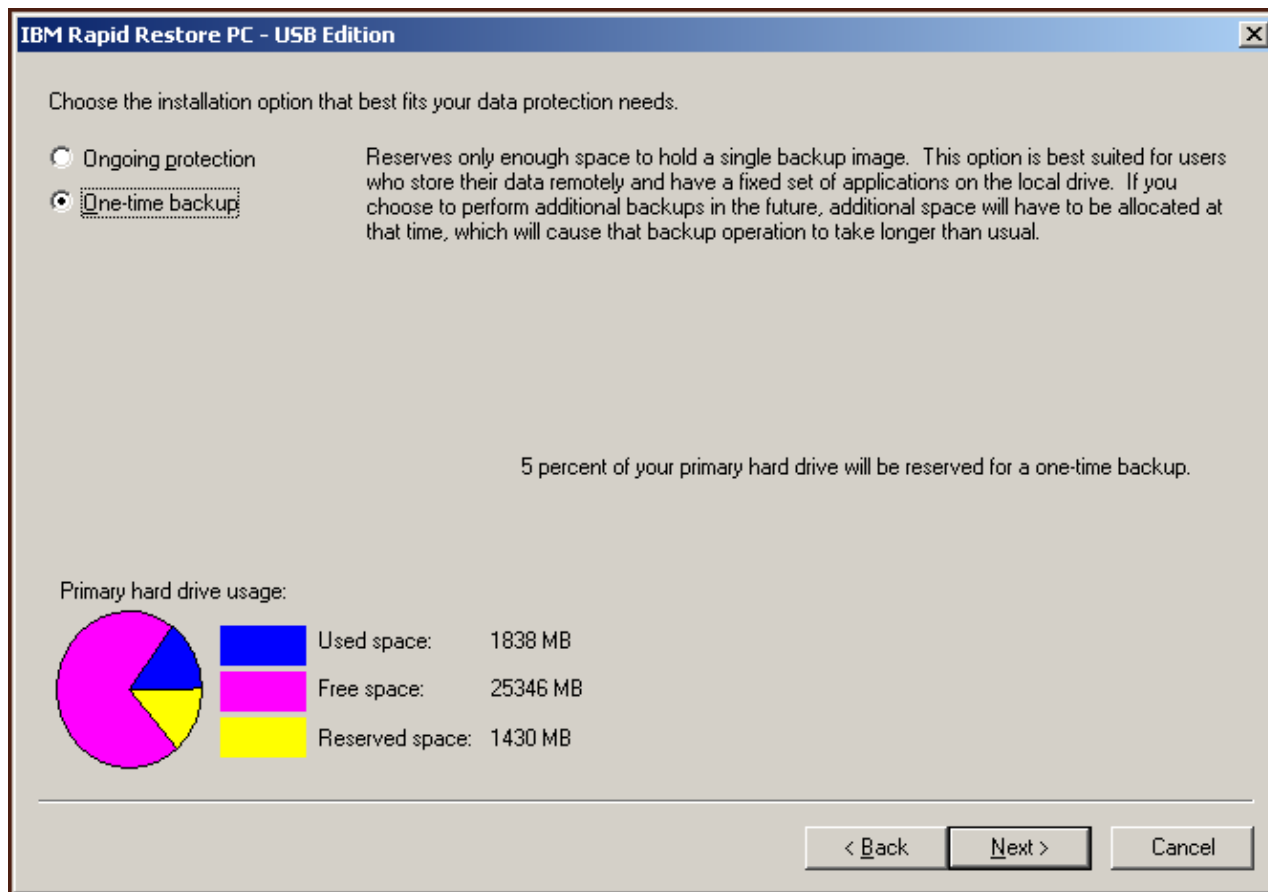 IBM Rapid Restore PC - USB Edition
Choose the installation option that best fits your data protection needs.
Ongoing protection
One-time backup
Reserves only enough space to hold a single backup image.  This option is best suited for users
who store their data remotely and have a fixed set of applications on the local drive.  If you
choose to perform additional backups in the future, additional space will have to be allocated at
that time, which will cause that backup operation to take longer than usual.
5 percent of your primary hard drive will be reserved for a one-time backup.
Primary hard drive usage:
Used space: 1838 MB
Free space: 25346 MB
Reserved space: 1430 MB
< Back Next > Cancel